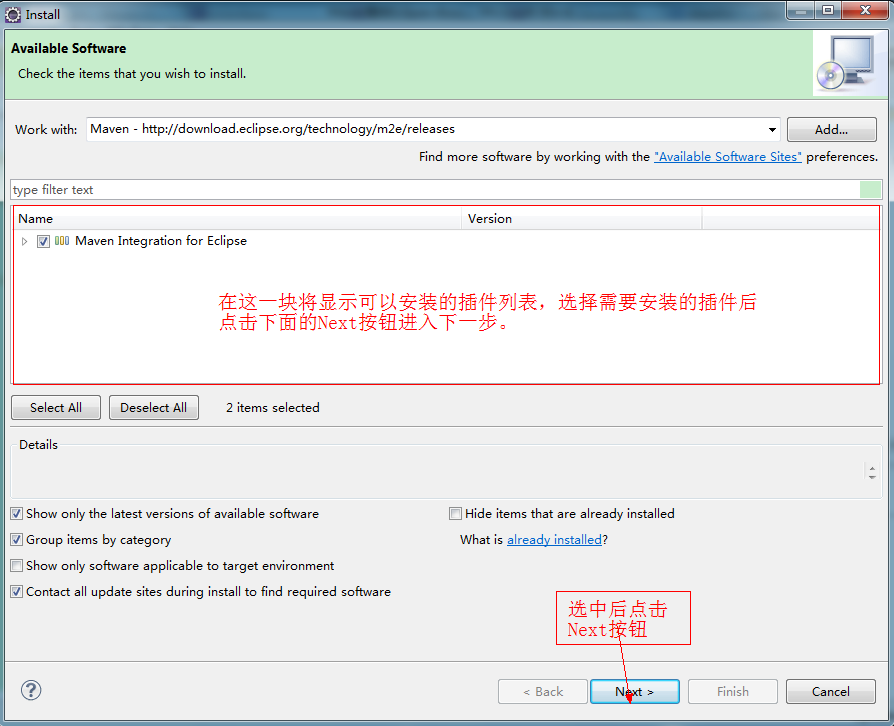 Install
Available Software
Check the items that you wish to install.
Work with: Maven - http://download.eclipse.org/technology/m2e/releases Add...
Find more software by working with the "Available Software Sites" preferences.
type filter text
Name Version
Maven Integration for Eclipse
在这一块将显示可以安装的插件列表，选择需要安装的插件后
点击下面的Next按钮进入下一步。
Select All Deselect All 2 items selected
Details
Show only the latest versions of available software Hide items that are already installed
Group items by category What is already installed?
Show only software applicable to target environment
Contact all update sites during install to find required software
选中后点击
Next按钮
? < Back Next > Finish Cancel